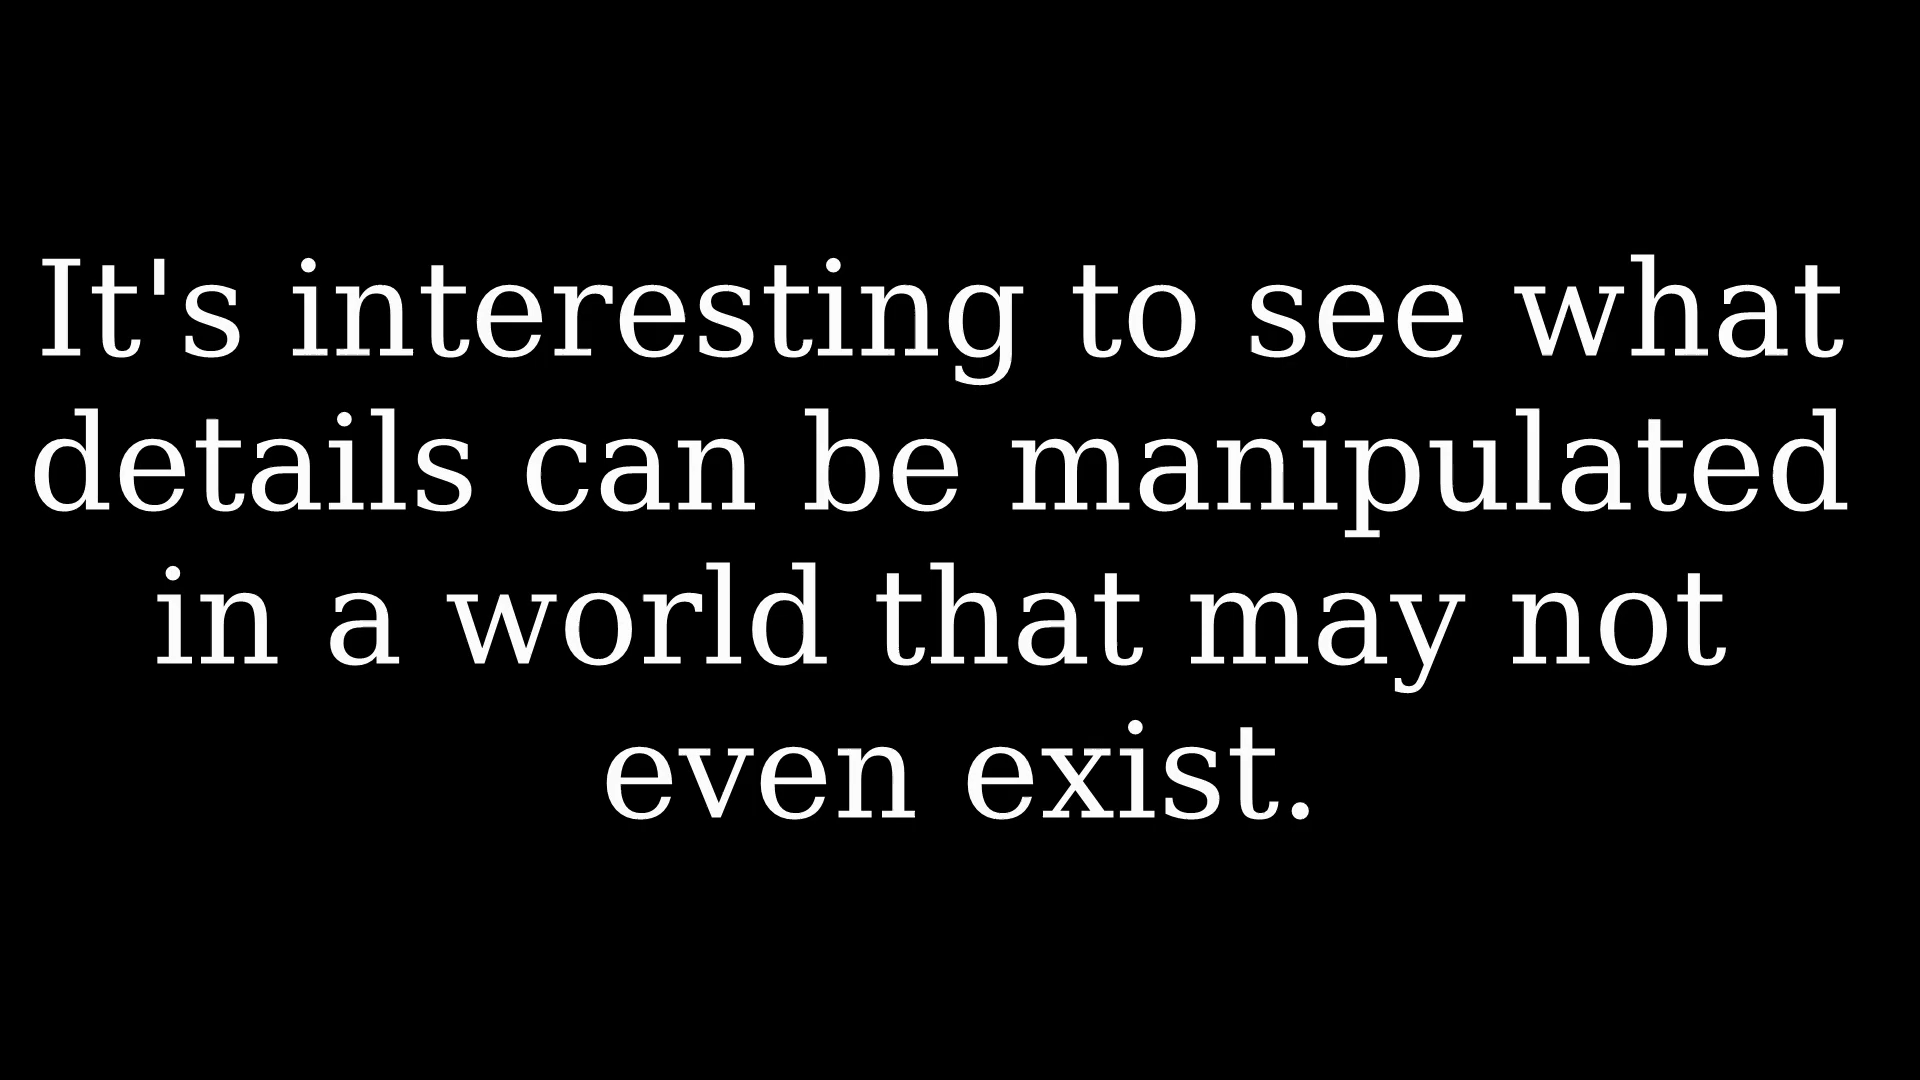 It's interesting to see what
details can be manipulated
in a world that may not
even exist.